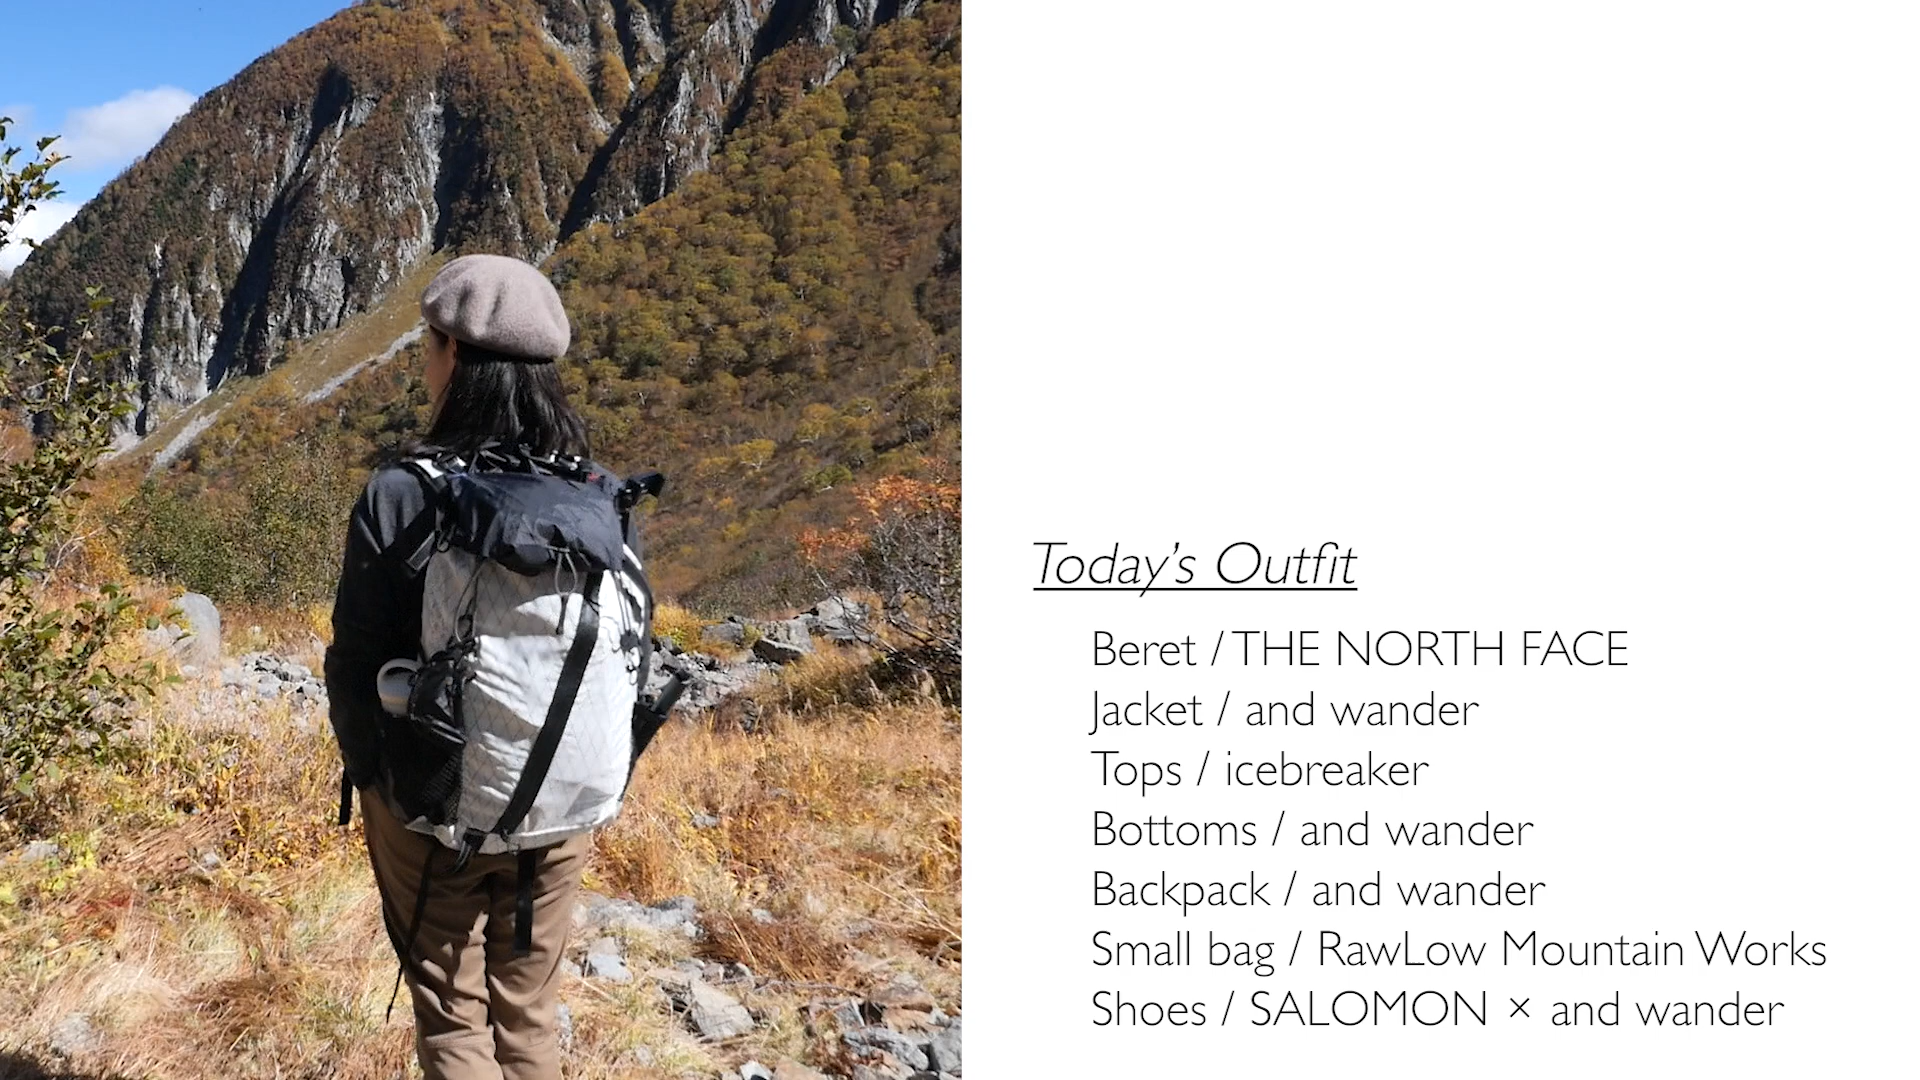 Today's Outfit
Beret / THE NORTH FACE
Jacket / and wander
Tops / icebreaker
Bottoms / and wander
Backpack / and wander
Small bag / RawLow Mountain Works
Shoes / SALOMON × and wander